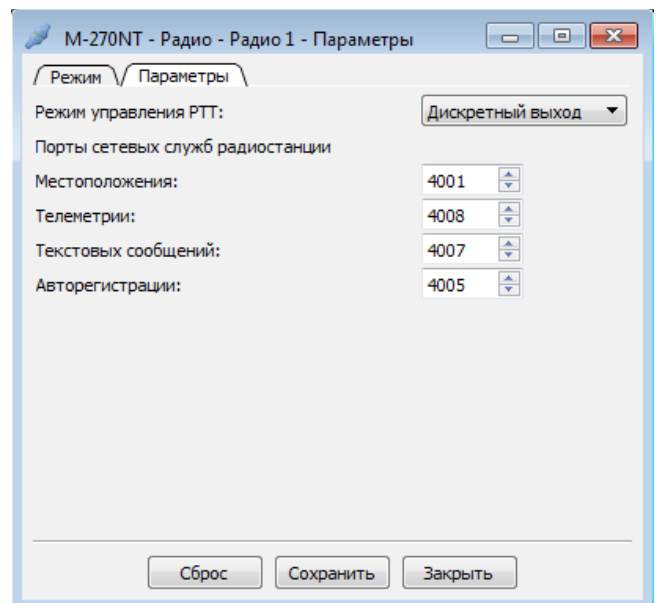 M-270NT - Радио - Радио 1 - Параметры
Режим Параметры
Режим управления PTT: Дискретный выход
Порты сетевых служб радиостанции
Местоположения: 4001
Телеметрии: 4008
Текстовых сообщений: 4007
Авторегистрации: 4005
Сброс Сохранить Закрыть